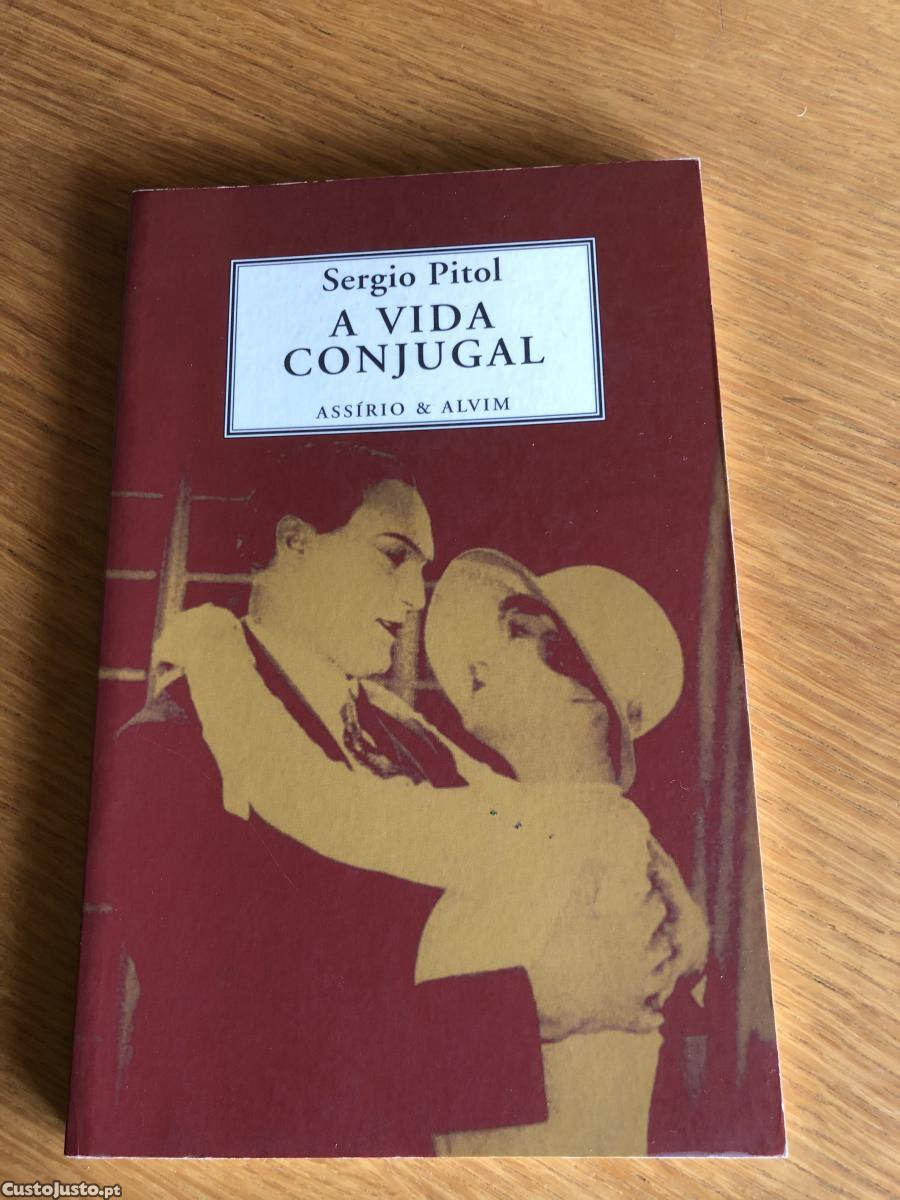 Sergio Pitol
A VIDA
CONJUGAL
ASSÍRIO & ALVIM
CustoJusto.pt